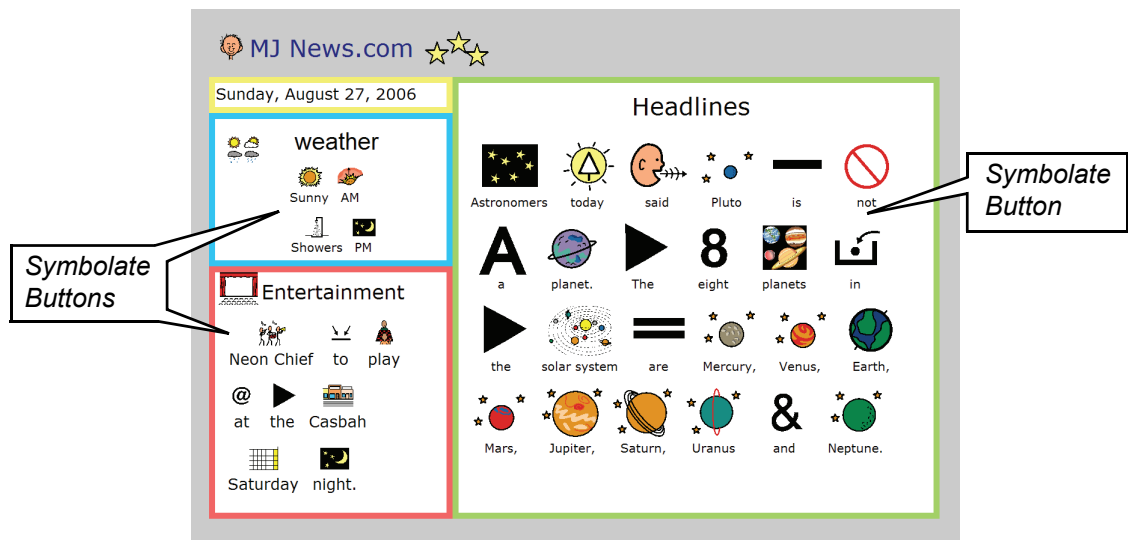 MJ News.com
Sunday, August 27, 2006
weather
Sunny AM
Showers PM
Entertainment
Neon Chief to play
@
at the Casbah
Saturday night.
Headlines
Astronomers today said Pluto is not
A 8
a planet. The eight planets in
the solar system are Mercury, Venus, Earth,
&
Mars, Jupiter, Saturn, Uranus and Neptune.
Symbolate
Buttons
Symbolate
Button